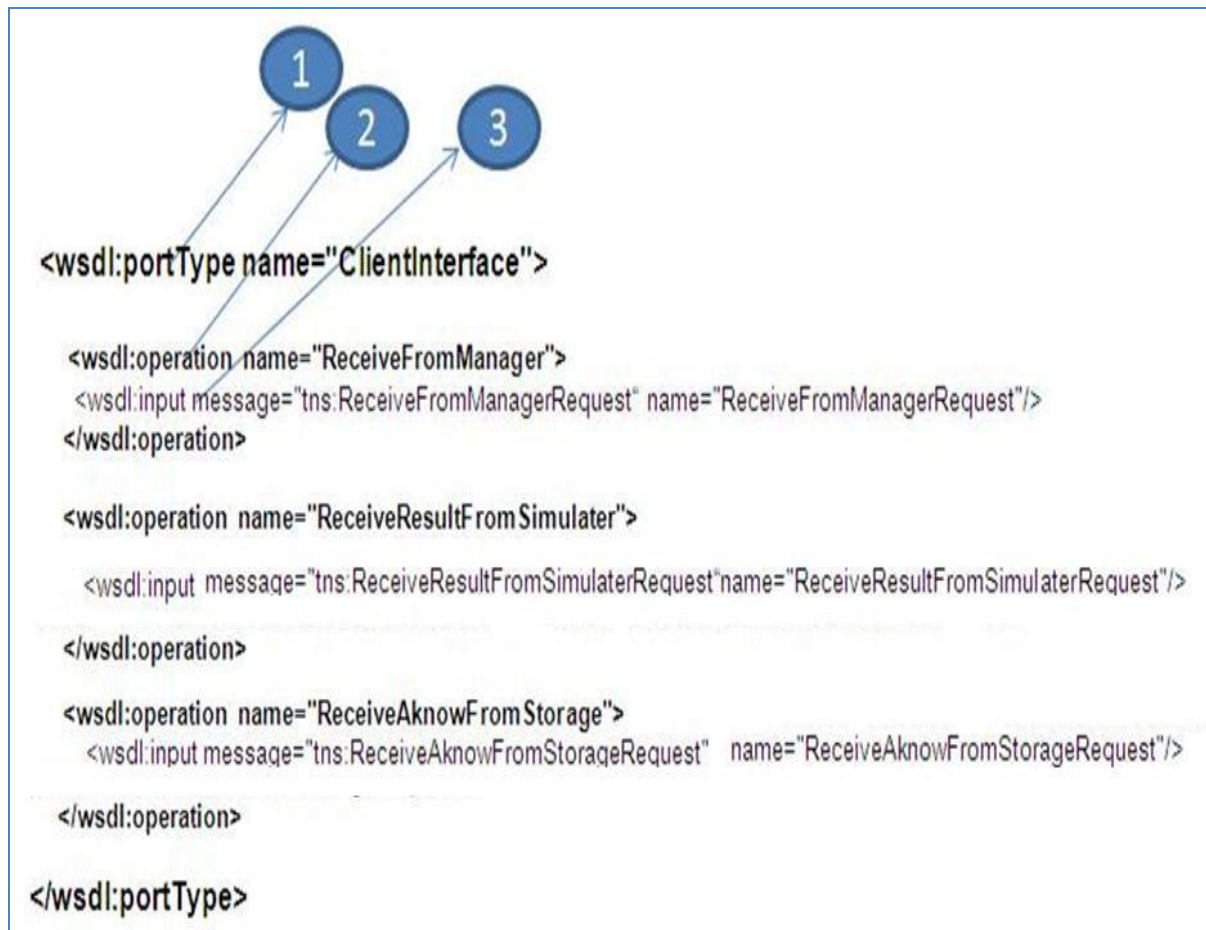 1
2
3
<wsdl:portType name="ClientInterface">
<wsdl:operation name="ReceiveFromManager">
<wsdl:input message="tns:ReceiveFromManagerRequest" name="ReceiveFromManagerRequest"/>
</wsdl:operation>
<wsdl:operation name="ReceiveResultFromSimulater">
<wsdl:input message="tns:ReceiveResultFromSimulaterRequest"name="ReceiveResultFromSimulaterRequest"/>
</wsdl:operation>
<wsdl:operation name="ReceiveAknowFromStorage">
<wsdl:input message="tns:ReceiveAknowFromStorageRequest" name="ReceiveAknowFromStorageRequest"/>
</wsdl:operation>
</wsdl:portType>